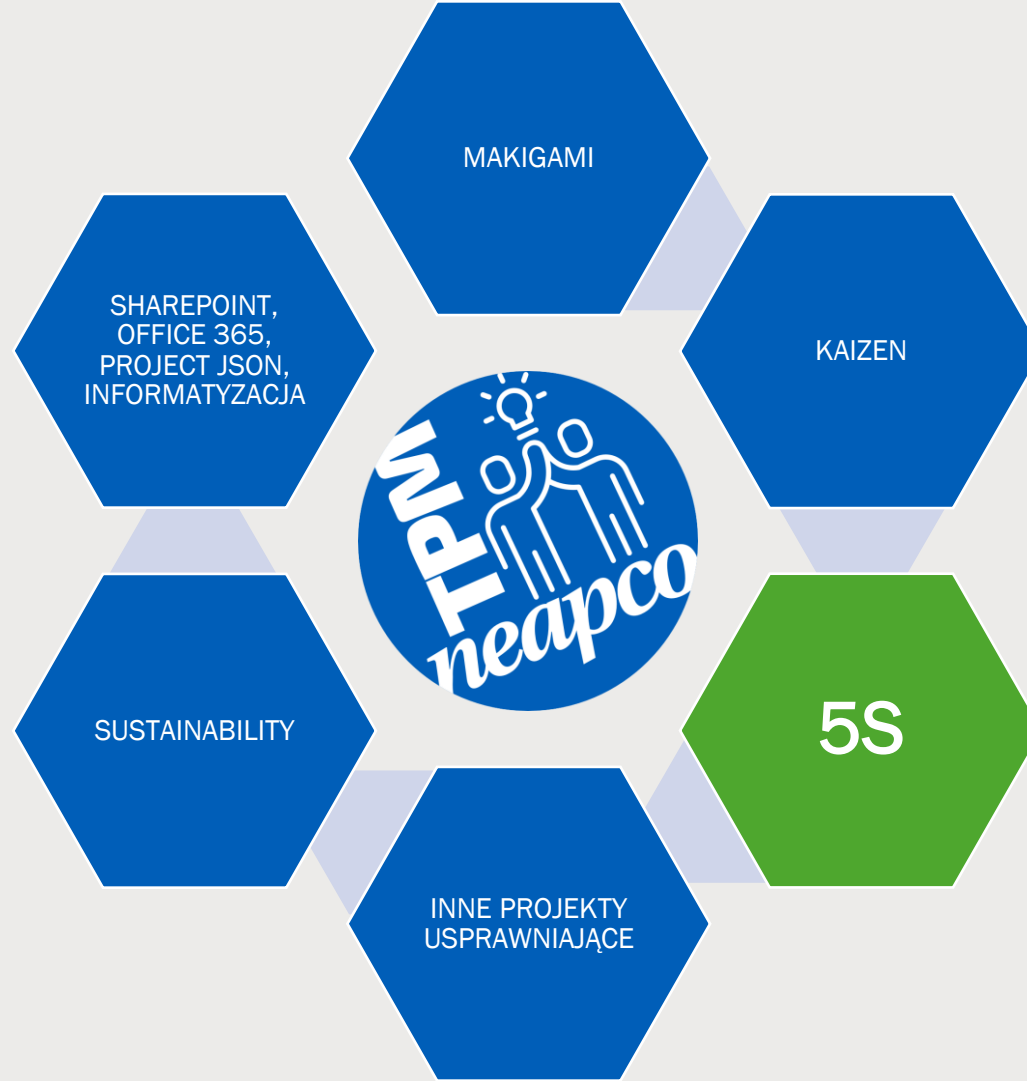 MAKIGAMI
SHAREPOINT,
OFFICE 365,
PROJECT JSON,
INFORMATYZACJA
KAIZEN
TPM
neapco
SUSTAINABILITY
5S
INNE PROJEKTY
USPRAWNIAJĄCE